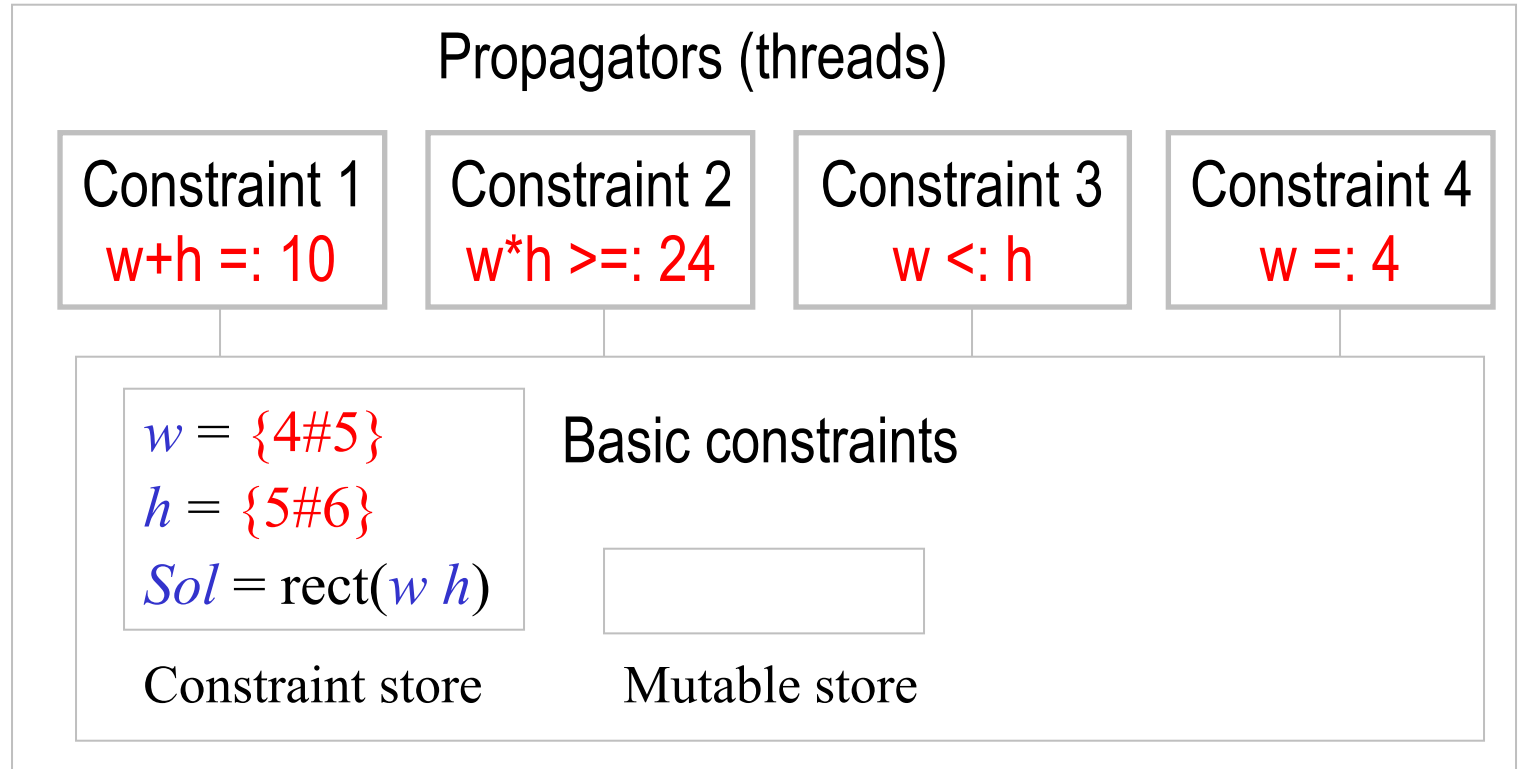 Propagators (threads)
Constraint 1
w+h =: 10
Constraint 2
w*h >=: 24
Constraint 3
w <: h
Constraint 4
w =: 4
w = {4#5}
h = {5#6}
Sol = rect(w h)
Basic constraints
Constraint store
Mutable store